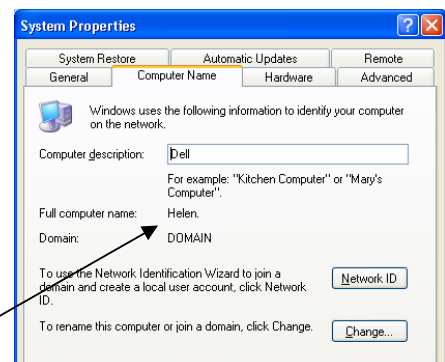 System Properties
System Restore Automatic Updates Remote
General Computer Name Hardware Advanced
Windows uses the following information to identify your computer
on the network.
Computer description: Dell
For example: "Kitchen Computer" or "Mary's
Computer".
Full computer name: Helen.
Domain: DOMAIN
To use the Network Identification Wizard to join a
domain and create a local user account, click Network
ID.
Network ID
To rename this computer or join a domain, click Change.
Change...